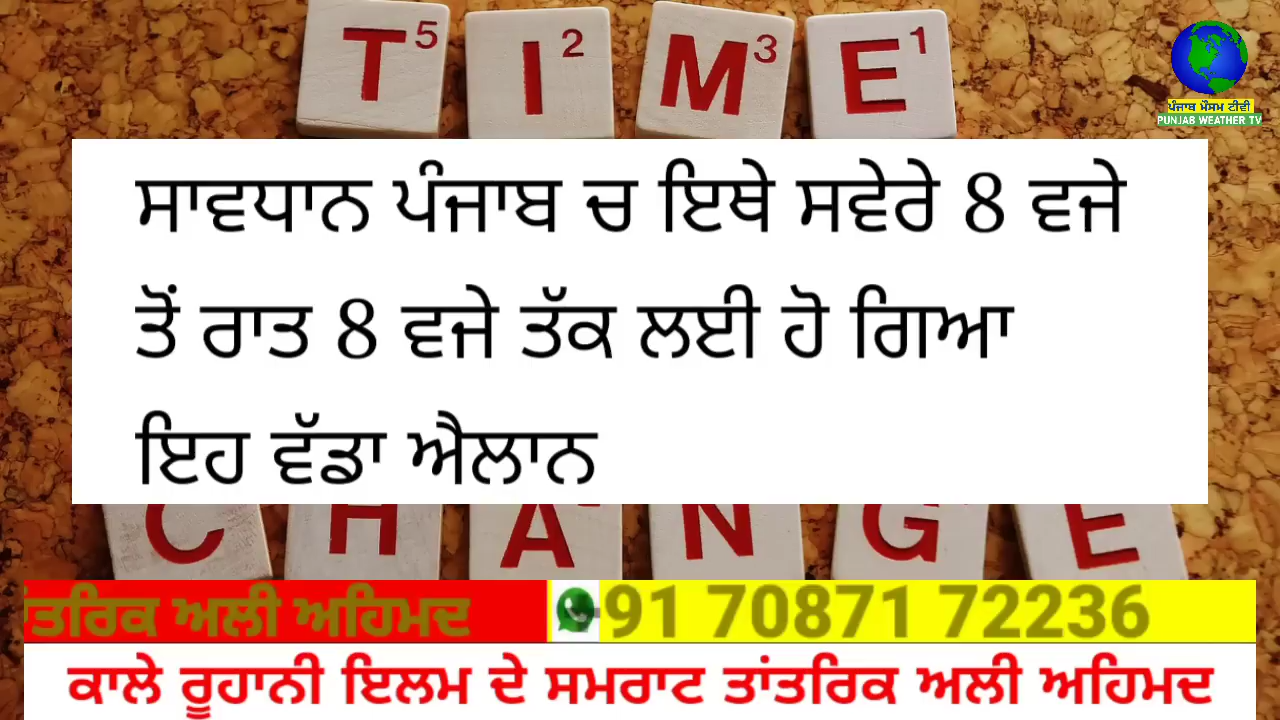 T5 I2 M3 E1
ਪੰਜਾਬ ਮੌਸਮ ਟੀਵੀ
PUNJAB WEATHER TV
ਸਾਵਧਾਨ ਪੰਜਾਬ ਚ ਇਥੇ ਸਵੇਰੇ 8 ਵਜੇ
ਤੋਂ ਰਾਤ 8 ਵਜੇ ਤੱਕ ਲਈ ਹੋ ਗਿਆ
ਇਹ ਵੱਡਾ ਐਲਾਨ
CHANGE
ਅਲੀ ਅਹਿਮਦ 91 70871 72236
ਕਾਲੇ ਰੂਹਾਨੀ ਇਲਮ ਦੇ ਸਮਰਾਟ ਤਾਂਤਰਿਕ ਅਲੀ ਅਹਿਮਦ